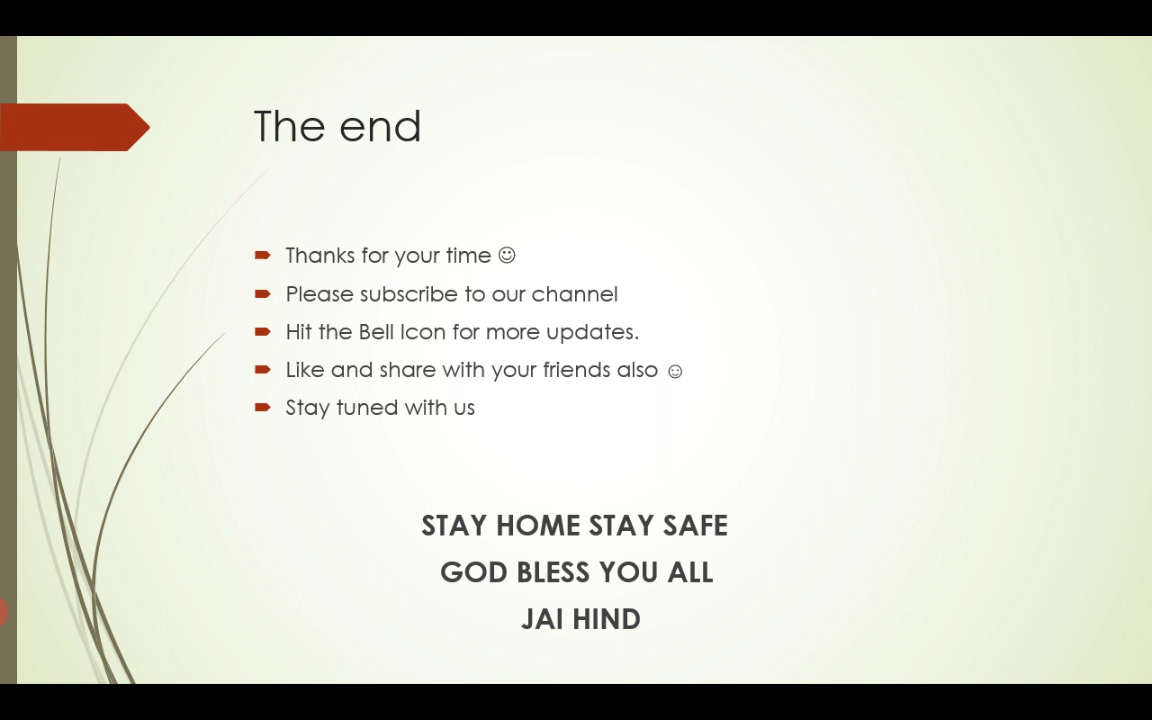 The end
Thanks for your time ☺
Please subscribe to our channel
Hit the Bell Icon for more updates.
Like and share with your friends also ☺
Stay tuned with us
STAY HOME STAY SAFE
GOD BLESS YOU ALL
JAI HIND